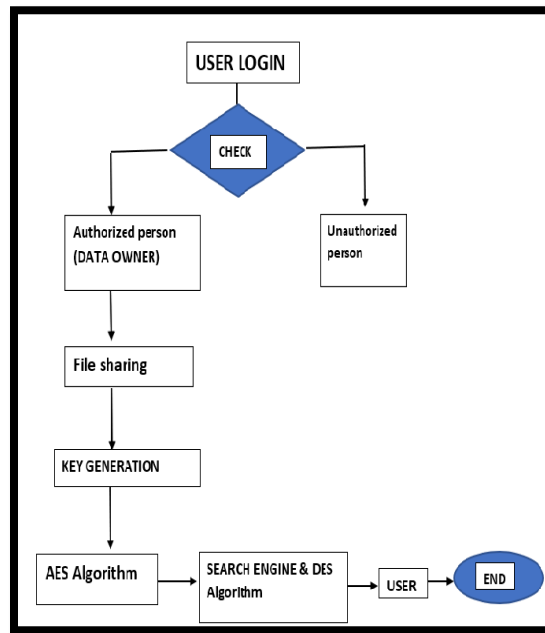 USER LOGIN
CHECK
Authorized person
(DATA OWNER)
Unauthorized
person
File sharing
KEY GENERATION
AES Algorithm
SEARCH ENGINE & DES
Algorithm
USER
END